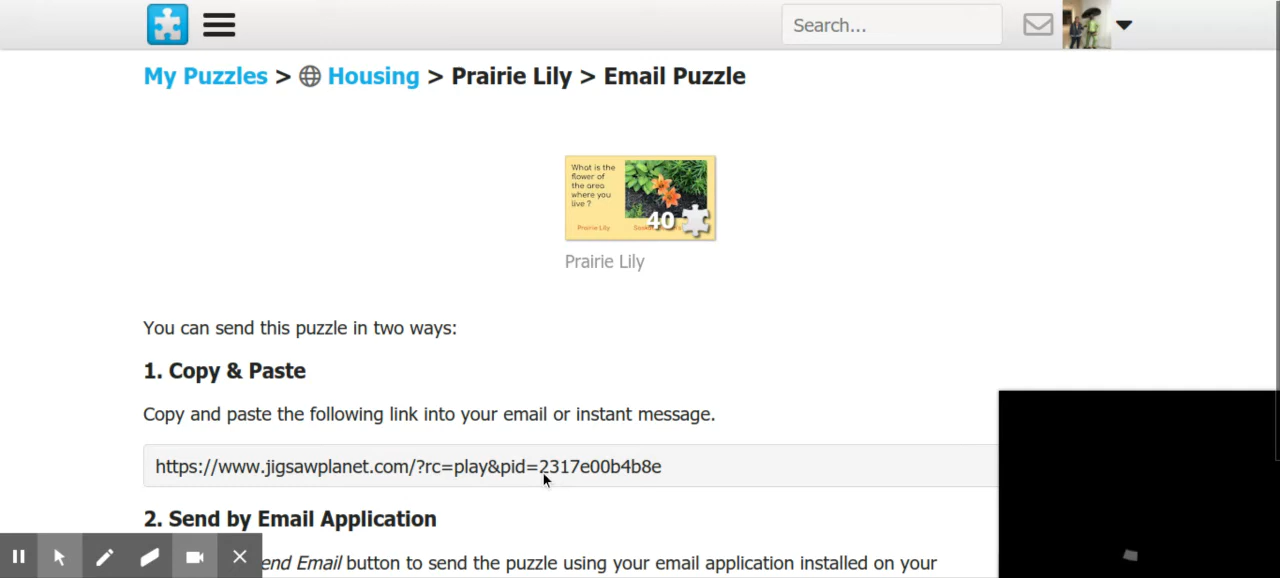 Search...
My Puzzles > Housing > Prairie Lily > Email Puzzle
What is the
flower of
the area
where you
live ?
40
Prairie Lily
Prairie Lily
You can send this puzzle in two ways:
1. Copy & Paste
Copy and paste the following link into your email or instant message.
https://www.jigsawplanet.com/?rc=play&pid=2317e00b4b8e
2. Send by Email Application
end Email button to send the puzzle using your email application installed on your